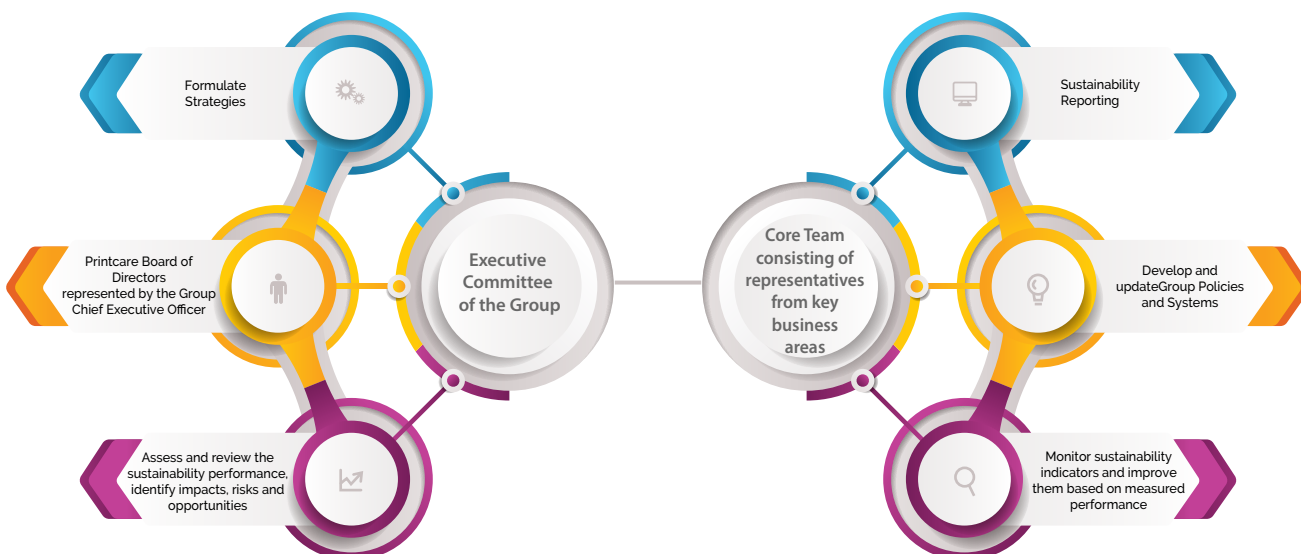 Formulate
Strategies
Printcare Board of
Directors
represented by the Group
Chief Executive Officer
Assess and review the
sustainability performance,
identify impacts, risks and
opportunities
Executive
Committee
of the Group
Core Team
consisting of
representatives
from key
business
areas
Sustainability
Reporting
Develop and
updateGroup Policies
and Systems
Monitor sustainability
indicators and improve
them based on measured
performance